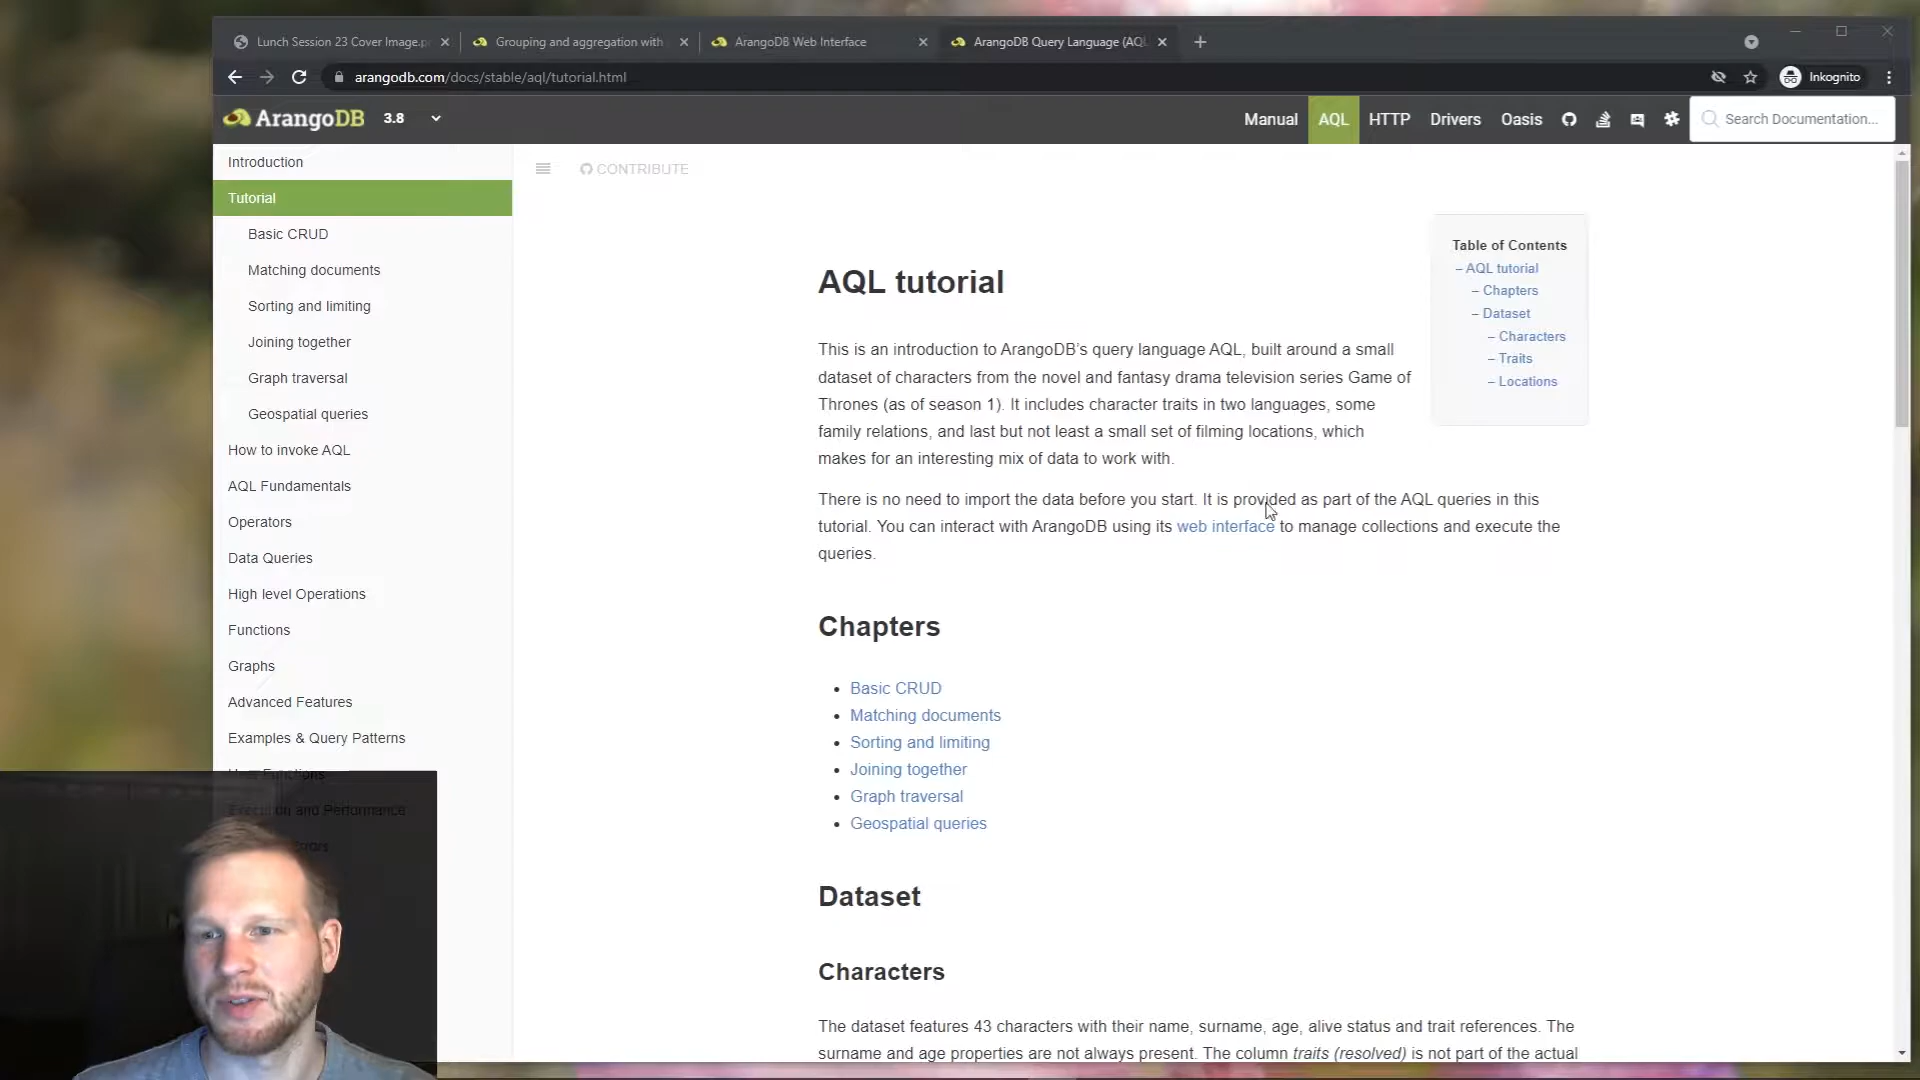 Lunch Session 23 Cover Image.p
Grouping and aggregation with
ArangoDB Web Interface
ArangoDB Query Language (AQL
arangodb.com/docs/stable/aql/tutorial.html
Inkognito
ArangoDB 3.8
Manual
AQL
HTTP
Drivers
Oasis
Search Documentation...
Introduction
Tutorial
Basic CRUD
Matching documents
Sorting and limiting
Joining together
Graph traversal
Geospatial queries
How to invoke AQL
AQL Fundamentals
Operators
Data Queries
High level Operations
Functions
Graphs
Advanced Features
Examples & Query Patterns
User Functions
Execution and Performance
CONTRIBUTE
AQL tutorial
This is an introduction to ArangoDB's query language AQL, built around a small
dataset of characters from the novel and fantasy drama television series Game of
Thrones (as of season 1). It includes character traits in two languages, some
family relations, and last but not least a small set of filming locations, which
makes for an interesting mix of data to work with.
There is no need to import the data before you start. It is provided as part of the AQL queries in this
tutorial. You can interact with ArangoDB using its web interface to manage collections and execute the
queries.
Chapters
Basic CRUD
Matching documents
Sorting and limiting
Joining together
Graph traversal
Geospatial queries
Dataset
Characters
The dataset features 43 characters with their name, surname, age, alive status and trait references. The
surname and age properties are not always present. The column traits (resolved) is not part of the actual
Table of Contents
– AQL tutorial
– Chapters
– Dataset
– Characters
– Traits
– Locations